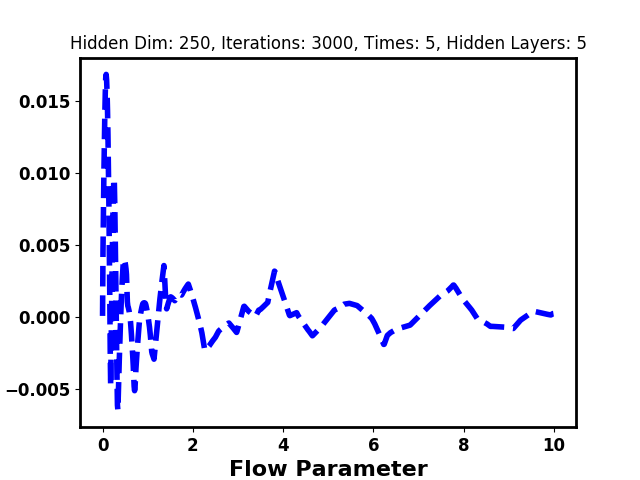 Hidden Dim: 250, Iterations: 3000, Times: 5, Hidden Layers: 5
0.015
0.010
0.005
0.000
−0.005
0 2 4 6 8 10
Flow Parameter